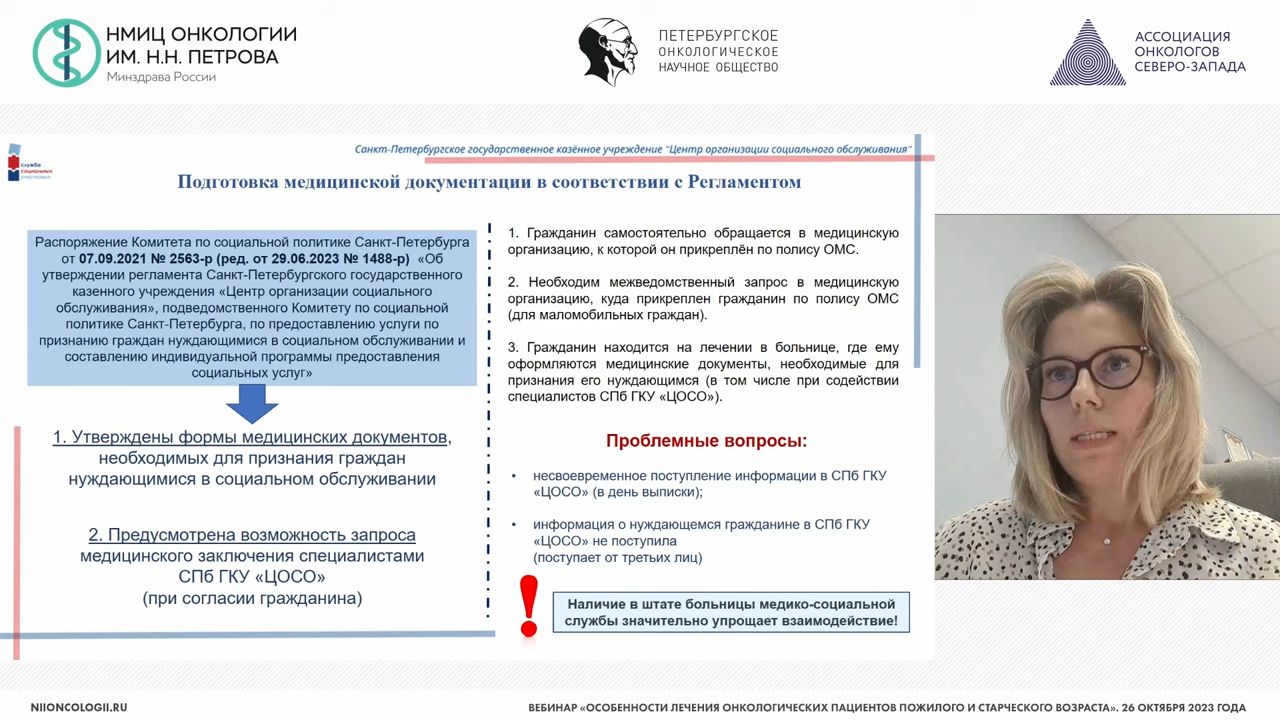 НМИЦ ОНКОЛОГИИ
ИМ. Н.Н. ПЕТРОВА
Минздрава России
ПЕТЕРБУРГСКОЕ
ОНКОЛОГИЧЕСКОЕ
НАУЧНОЕ ОБЩЕСТВО
АССОЦИАЦИЯ
ОНКОЛОГОВ
СЕВЕРО-ЗАПАДА
служба
социальных
участковых
Санкт-Петербургское государственное казённое учреждение "Центр организации социального обслуживания"
Подготовка медицинской документации в соответствии с Регламентом
Распоряжение Комитета по социальной политике Санкт-Петербурга
от 07.09.2021 № 2563-р (ред. от 29.06.2023 № 1488-р) «Об
утверждении регламента Санкт-Петербургского государственного
казенного учреждения «Центр организации социального
обслуживания», подведомственного Комитету по социальной
политике Санкт-Петербурга, по предоставлению услуги по
признанию граждан нуждающимися в социальном обслуживании и
составлению индивидуальной программы предоставления
социальных услуг»
1. Утверждены формы медицинских документов,
необходимых для признания граждан
нуждающимися в социальном обслуживании
2. Предусмотрена возможность запроса
медицинского заключения специалистами
СПб ГКУ «ЦОСО»
(при согласии гражданина)
1. Гражданин самостоятельно обращается в медицинскую
организацию, к которой он прикреплён по полису ОМС.
2. Необходим межведомственный запрос в медицинскую
организацию, куда прикреплен гражданин по полису ОМС
(для маломобильных граждан).
3. Гражданин находится на лечении в больнице, где ему
оформляются медицинские документы, необходимые для
признания его нуждающимся (в том числе при содействии
специалистов СПб ГКУ «ЦОСО»).
Проблемные вопросы:
• несвоевременное поступление информации в СПб ГКУ
«ЦОСО» (в день выписки);
• информация о нуждающемся гражданине в СПб ГКУ
«ЦОСО» не поступила
(поступает от третьих лиц)
Наличие в штате больницы медико-социальной
службы значительно упрощает взаимодействие!
NIIONCOLOGII.RU
ВЕБИНАР «ОСОБЕННОСТИ ЛЕЧЕНИЯ ОНКОЛОГИЧЕСКИХ ПАЦИЕНТОВ ПОЖИЛОГО И СТАРЧЕСКОГО ВОЗРАСТА». 26 ОКТЯБРЯ 2023 ГОДА